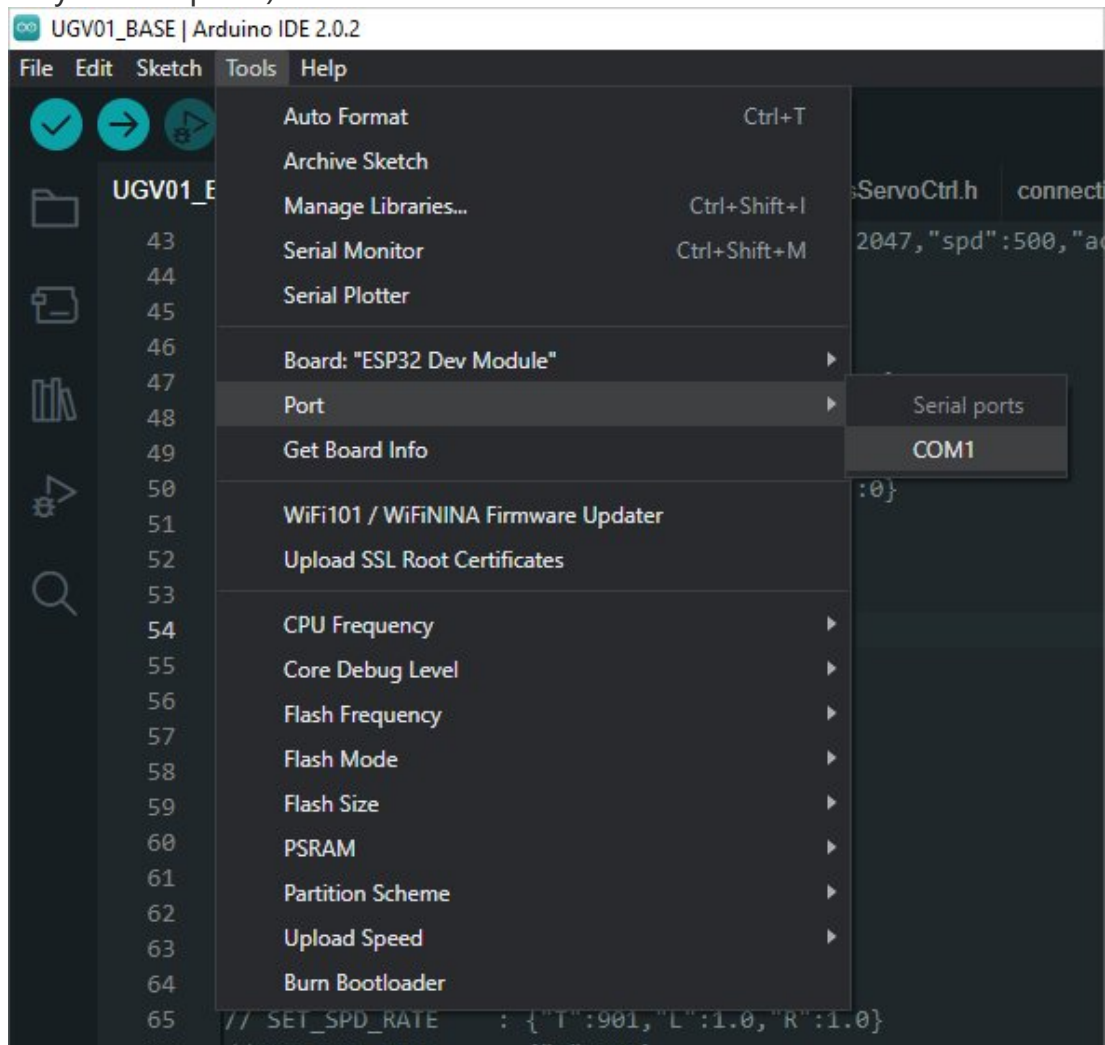 UGV01_BASE | Arduino IDE 2.0.2
File Edit Sketch Tools Help
Auto Format Ctrl+T
Archive Sketch
UGV01_B sServoCtrl.h connecti
Manage Libraries... Ctrl+Shift+I
43 2047,"spd":500,"ac
Serial Monitor Ctrl+Shift+M
44
Serial Plotter
45
46
Board: "ESP32 Dev Module"
47
Port Serial ports
48
Get Board Info COM1
49
50 :0}
WiFi101 / WiFiNINA Firmware Updater
51
52
Upload SSL Root Certificates
53
CPU Frequency
54
Core Debug Level
55
56
Flash Frequency
57
Flash Mode
58
Flash Size
59
60
PSRAM
61
Partition Scheme
62
Upload Speed
63
64
Burn Bootloader
65 // SET_SPD_RATE : {"T":901,"L":1.0,"R":1.0}